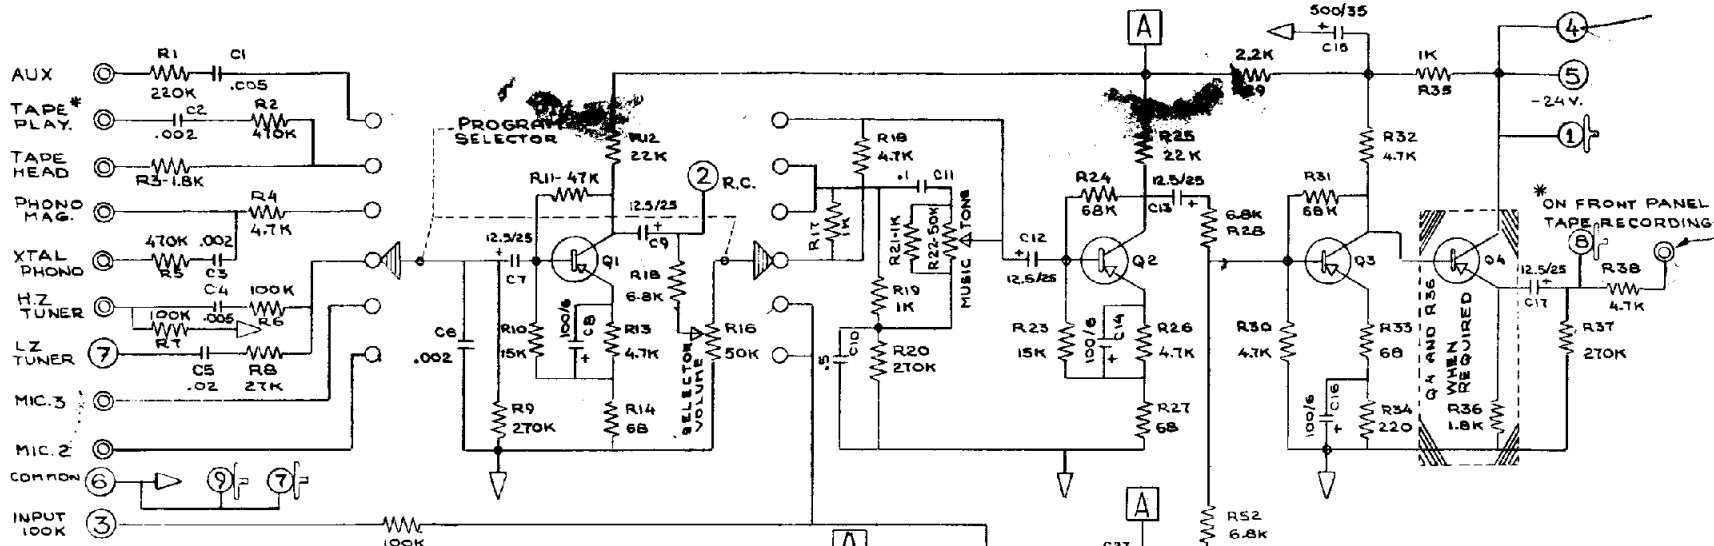 AUX
R1
220K
C1
.005
TAPE*
PLAY.
C2
.002
R2
470K
TAPE
HEAD
R3-1.8K
PHONO
MAG.
R4
4.7K
XTAL
PHONO
470K
R5
.002
C3
HZ
TUNER
C4
.005
100K
R6
100K
R7
LZ
TUNER
7
C5
.02
R8
27K
MIC.3
MIC.2
COMMON
6
9
7
INPUT
100K
3
100K
PROGRAM
SELECTOR
R12
22K
R11-47K
2
R.C.
12.5/25
C7
12.5/25
C9
Q1
R18
6.8K
C6
.002
R10
15K
100/6
C8
R13
4.7K
R9
270K
R14
68
SELECTOR
VOLUME
R16
50K
R18
4.7K
R17
1K
.1
C11
R21-1K
R22-50K
MUSIC TONE
R19
1K
C10
.5
R20
270K
A
R25
22K
R24
68K
12.5/25
C13
C12
12.5/25
Q2
R23
15K
100/6
C14
R26
4.7K
R27
68
6.8K
R28
2.2K
500/35
C15
1K
R35
4
5
-24V.
1
R32
4.7K
R31
68K
Q3
R30
4.7K
R33
68
100/6
C16
R34
220
Q4
Q4 AND R36
WHEN
REQUIRED
R36
1.8K
*
ON FRONT PANEL
TAPE RECORDING
8
12.5/25
C17
R38
4.7K
R37
270K
A
A
R52
6.8K